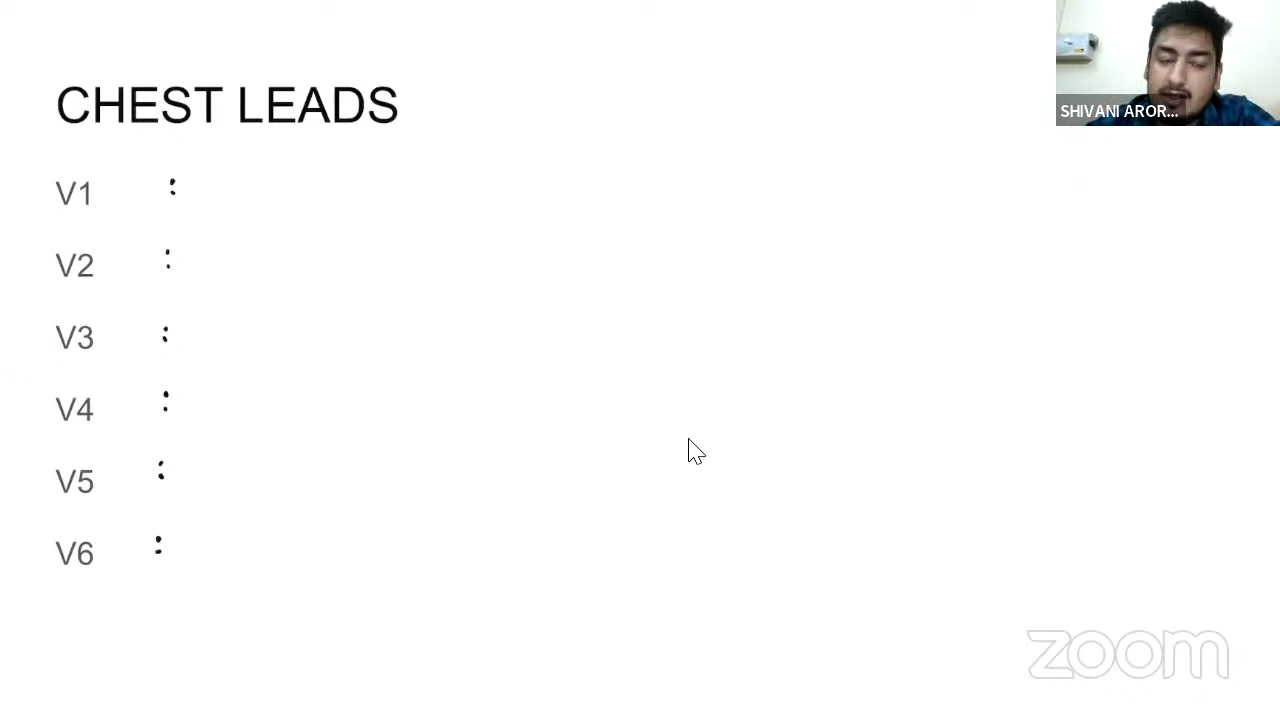 SHIVANI AROR...
CHEST LEADS
V1 :
V2 :
V3 :
V4 :
V5 :
V6 :
zoom